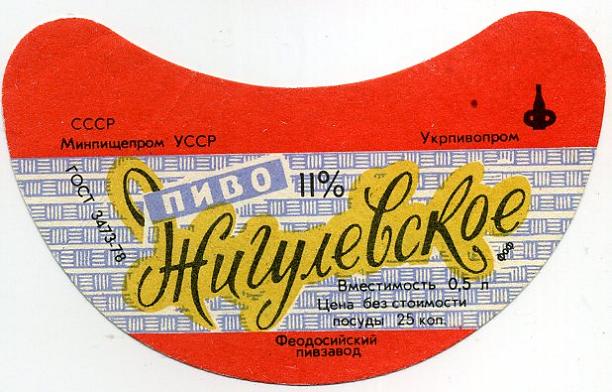 СССР
Минпищепром УССР
Укрпивопром
ГОСТ 3473-78
ПИВО 11%
Жигулевское
Вместимость 0,5 л
Цена без стоимости
посуды 25 коп.
Феодосийский
пивзавод